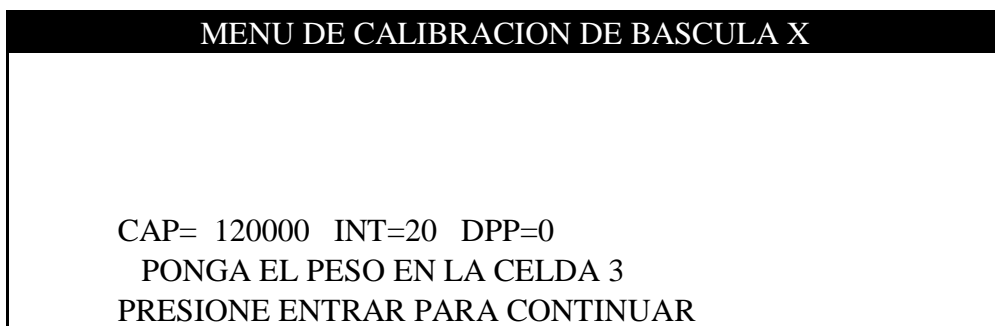 MENU DE CALIBRACION DE BASCULA X
CAP= 120000 INT=20 DPP=0
PONGA EL PESO EN LA CELDA 3
PRESIONE ENTRAR PARA CONTINUAR